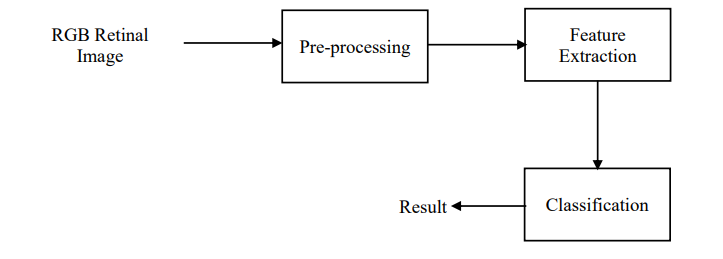 RGB Retinal
Image
Pre-processing
Feature
Extraction
Classification
Result